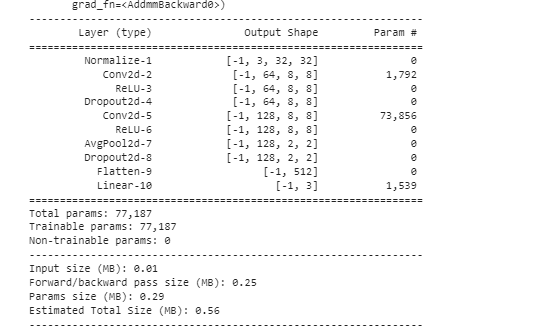 grad_fn=<AddmmBackward0>)
----------------------------------------------------------------
Layer (type) Output Shape Param #
================================================================
Normalize-1 [-1, 3, 32, 32] 0
Conv2d-2 [-1, 64, 8, 8] 1,792
ReLU-3 [-1, 64, 8, 8] 0
Dropout2d-4 [-1, 64, 8, 8] 0
Conv2d-5 [-1, 128, 8, 8] 73,856
ReLU-6 [-1, 128, 8, 8] 0
AvgPool2d-7 [-1, 128, 2, 2] 0
Dropout2d-8 [-1, 128, 2, 2] 0
Flatten-9 [-1, 512] 0
Linear-10 [-1, 3] 1,539
================================================================
Total params: 77,187
Trainable params: 77,187
Non-trainable params: 0
----------------------------------------------------------------
Input size (MB): 0.01
Forward/backward pass size (MB): 0.25
Params size (MB): 0.29
Estimated Total Size (MB): 0.56
----------------------------------------------------------------